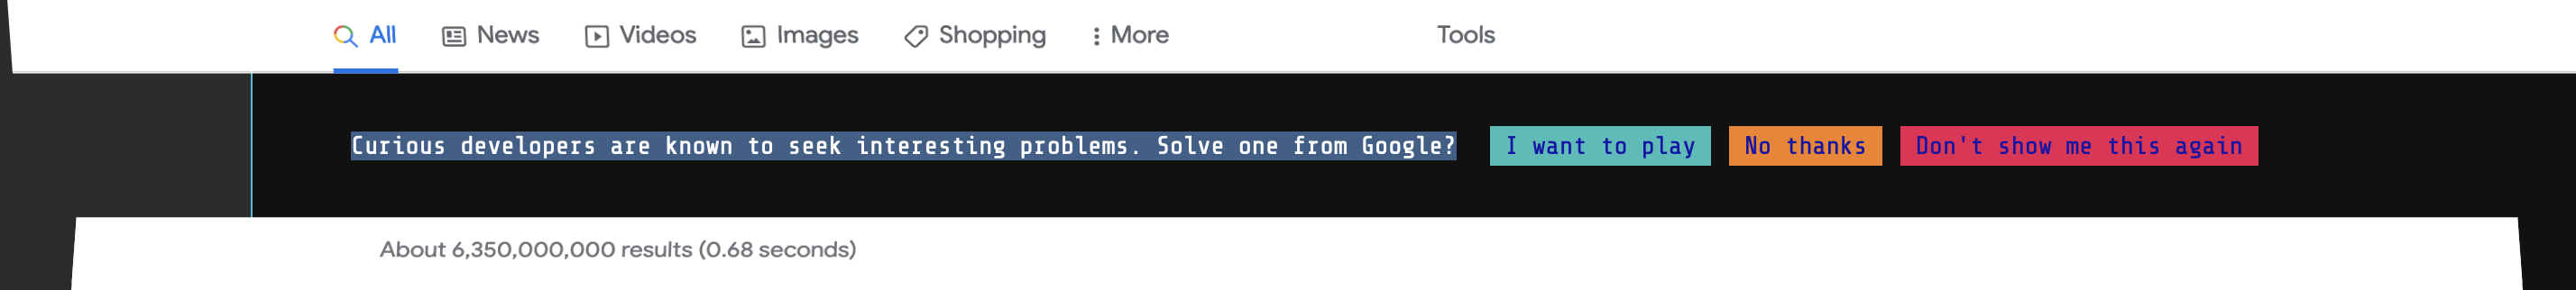 All News Videos Images Shopping More Tools
Curious developers are known to seek interesting problems. Solve one from Google? I want to play No thanks Don't show me this again
About 6,350,000,000 results (0.68 seconds)